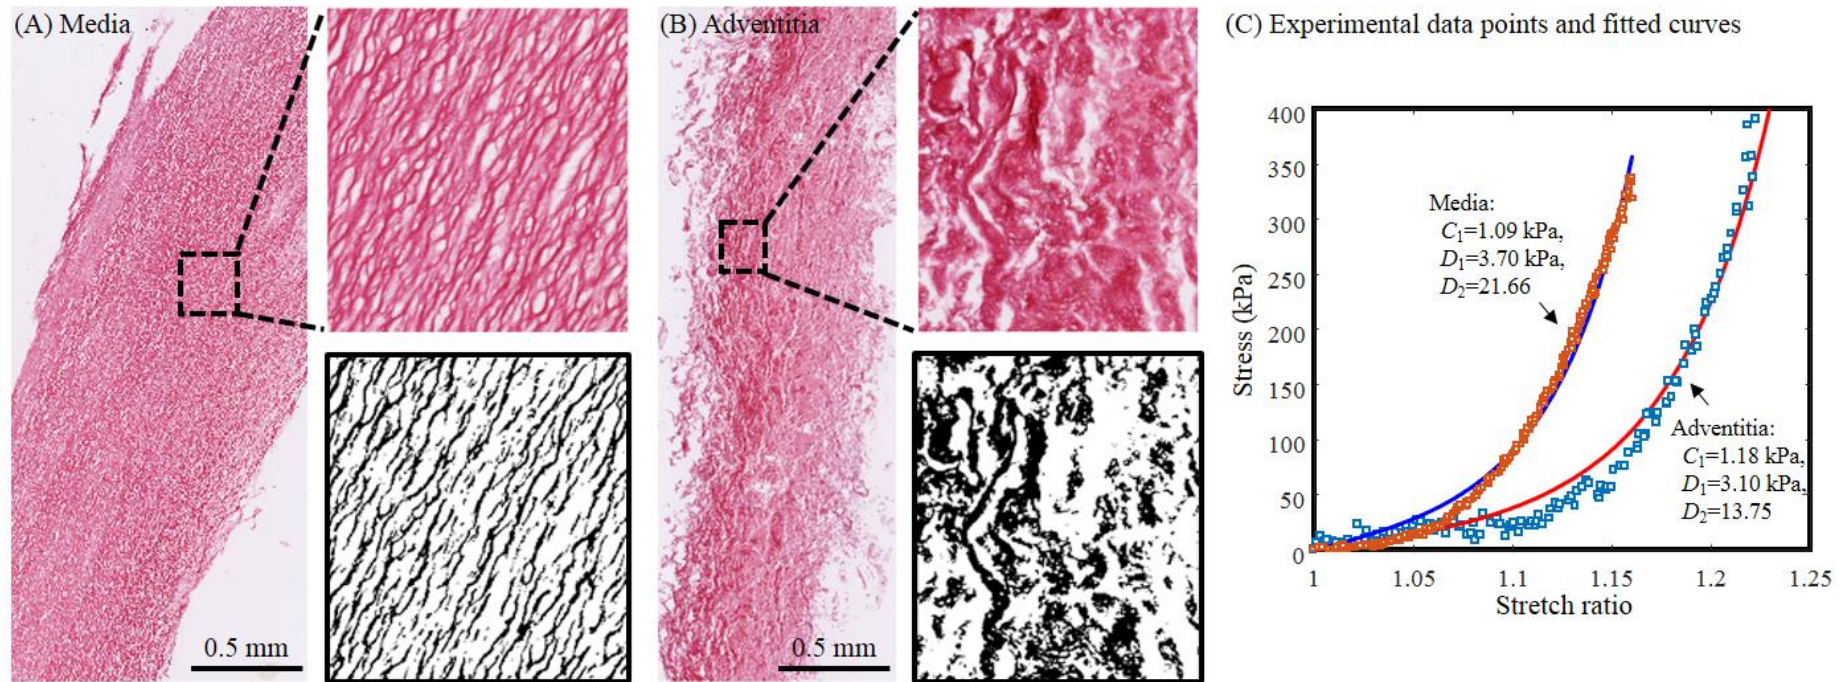 (A) Media
(B) Adventitia
(C) Experimental data points and fitted curves
0.5 mm
0.5 mm
Stress (kPa)
400
350
300
250
200
150
100
50
0
1
1.05
1.1
1.15
1.2
1.25
Stretch ratio
Media:
C₁=1.09 kPa,
D₁=3.70 kPa,
D₂=21.66
Adventitia:
C₁=1.18 kPa,
D₁=3.10 kPa,
D₂=13.75